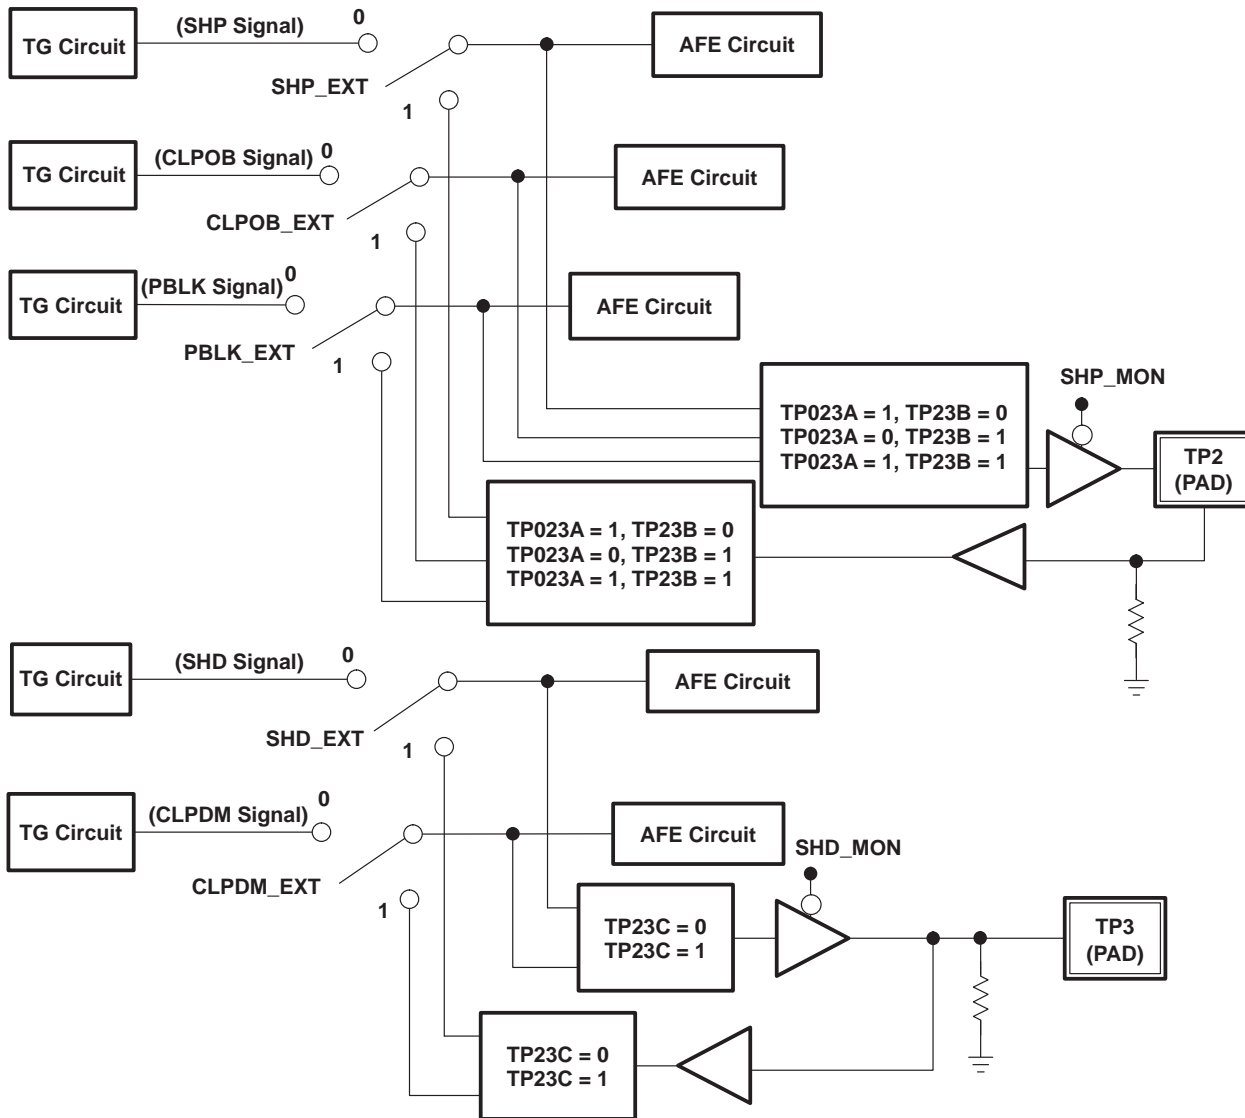 TG Circuit
(SHP Signal)
0
AFE Circuit
SHP_EXT
1
TG Circuit
(CLPOB Signal)
0
AFE Circuit
CLPOB_EXT
1
TG Circuit
(PBLK Signal)
0
AFE Circuit
PBLK_EXT
1
SHP_MON
TP023A = 1, TP23B = 0
TP023A = 0, TP23B = 1
TP023A = 1, TP23B = 1
TP2
(PAD)
TP023A = 1, TP23B = 0
TP023A = 0, TP23B = 1
TP023A = 1, TP23B = 1
TG Circuit
(SHD Signal)
0
AFE Circuit
SHD_EXT
1
TG Circuit
(CLPDM Signal)
0
AFE Circuit
CLPDM_EXT
1
SHD_MON
TP23C = 0
TP23C = 1
TP3
(PAD)
TP23C = 0
TP23C = 1